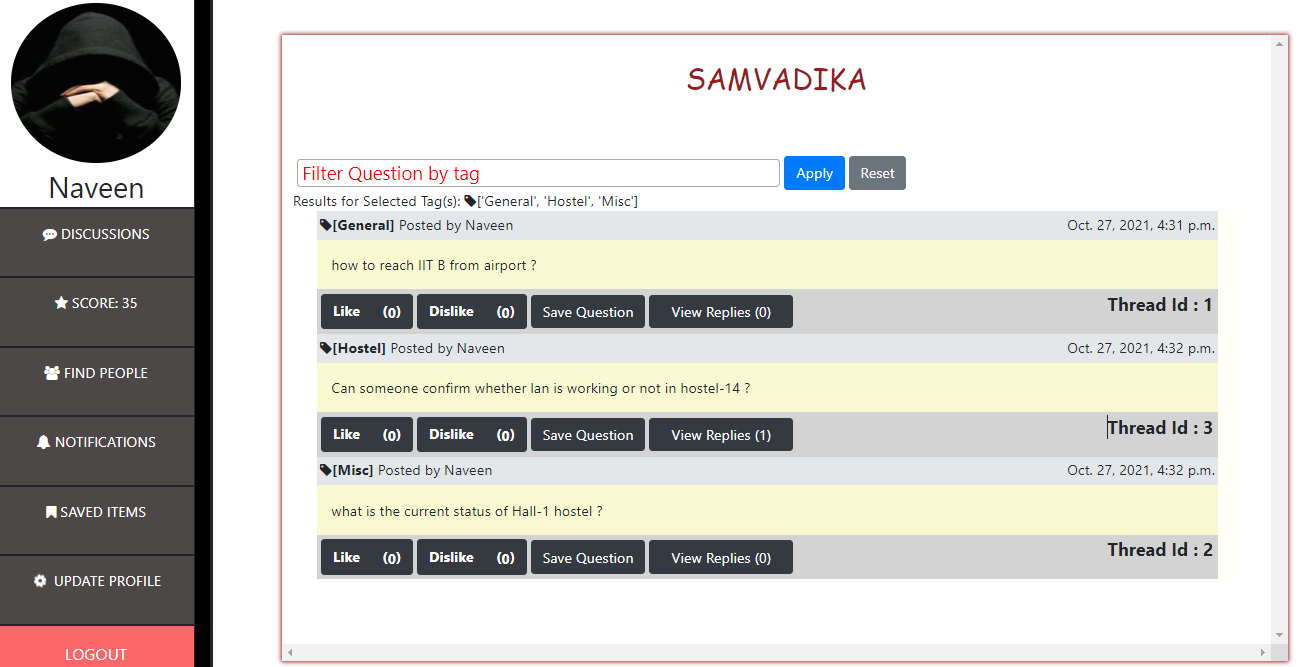 Naveen
DISCUSSIONS
SCORE: 35
FIND PEOPLE
NOTIFICATIONS
SAVED ITEMS
UPDATE PROFILE
LOGOUT
SAMVADIKA
Filter Question by tag Apply Reset
Results for Selected Tag(s): ['General', 'Hostel', 'Misc']
[General] Posted by Naveen Oct. 27, 2021, 4:31 p.m.
how to reach IIT B from airport ?
Like (0) Dislike (0) Save Question View Replies (0) Thread Id : 1
[Hostel] Posted by Naveen Oct. 27, 2021, 4:32 p.m.
Can someone confirm whether lan is working or not in hostel-14 ?
Like (0) Dislike (0) Save Question View Replies (1) Thread Id : 3
[Misc] Posted by Naveen Oct. 27, 2021, 4:32 p.m.
what is the current status of Hall-1 hostel ?
Like (0) Dislike (0) Save Question View Replies (0) Thread Id : 2